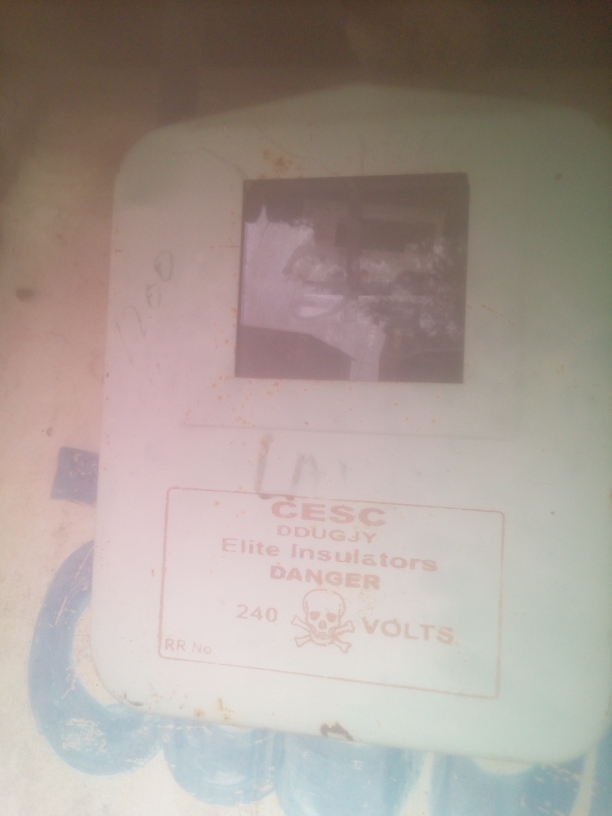 CESC
DDUGJY
Elite Insulators
DANGER
240 VOLTS
RR No